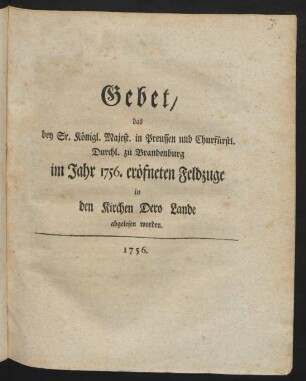 Gebet/
das
bey Sr. Königl. Majest. in Preussen und Churfürstl.
Durchl. zu Brandenburg
im Jahr 1756. eröfneten Feldzuge
in
den Kirchen Dero Lande
abgelesen worden.
1756.